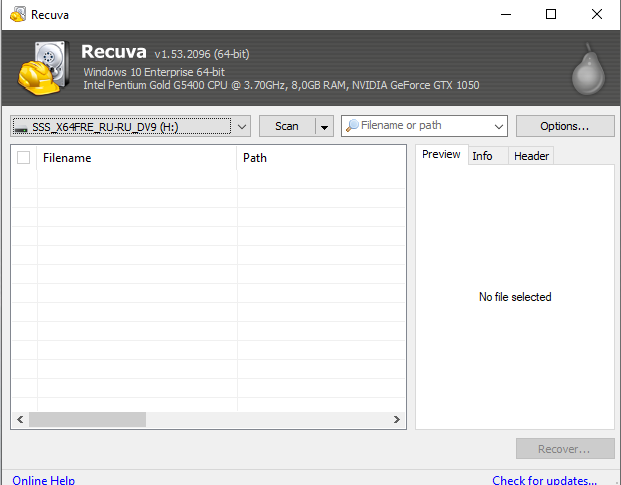 Recuva
Recuva v1.53.2096 (64-bit)
Windows 10 Enterprise 64-bit
Intel Pentium Gold G5400 CPU @ 3.70GHz, 8,0GB RAM, NVIDIA GeForce GTX 1050
SSS_X64FRE_RU-RU_DV9 (H:) Scan Filename or path Options...
Filename Path Preview Info Header
No file selected
Recover...
Online Help Check for updates...